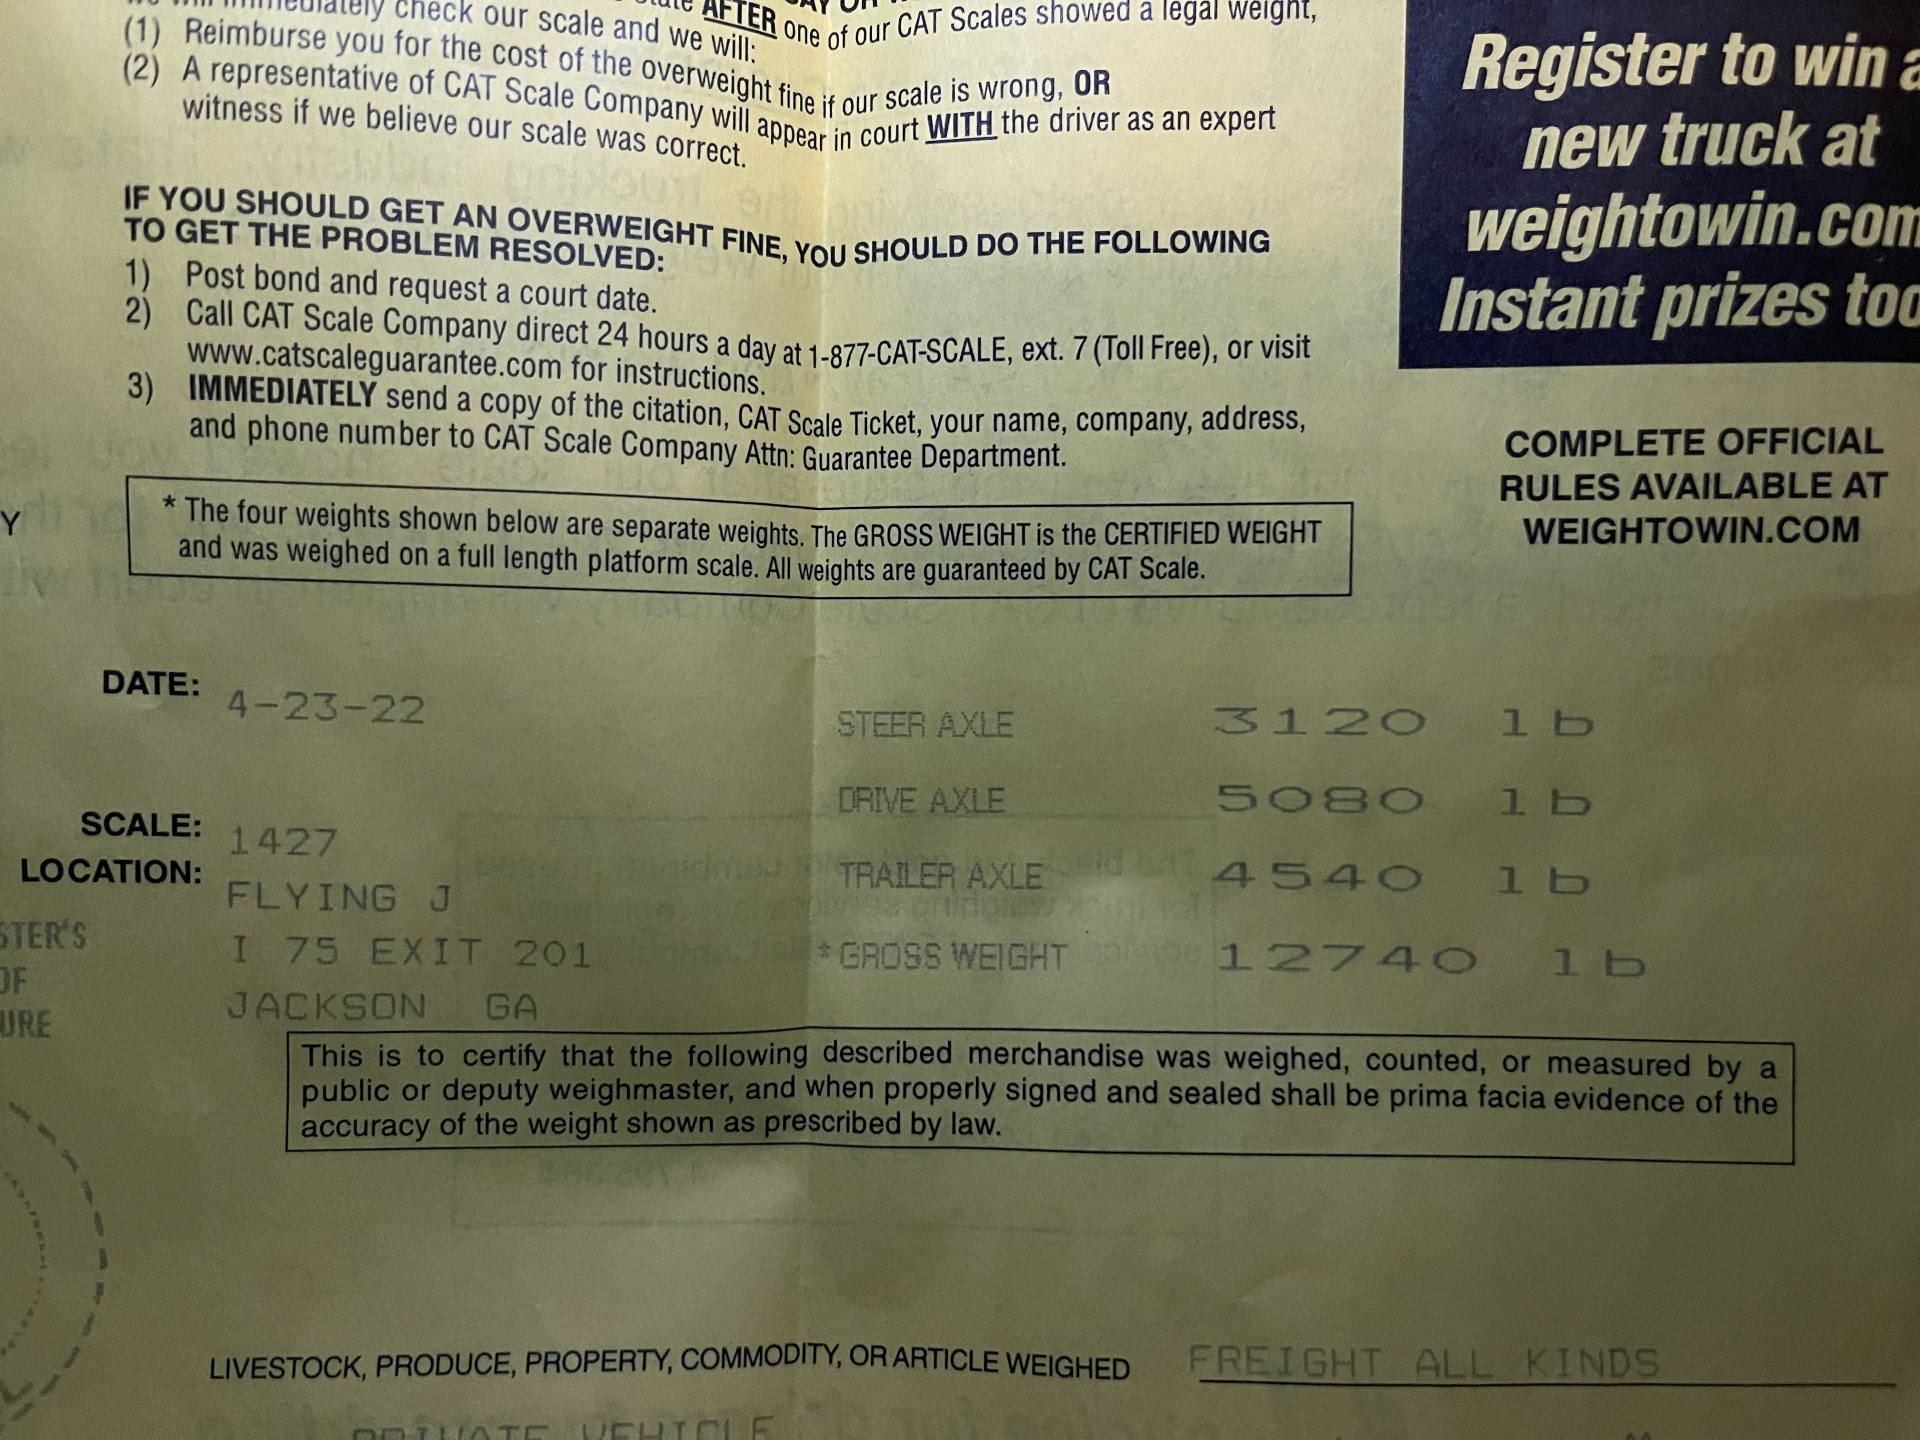 AFTER one of our CAT Scales showed a legal weight,
immediately check our scale and we will:
(1) Reimburse you for the cost of the overweight fine if our scale is wrong, OR
(2) A representative of CAT Scale Company will appear in court WITH the driver as an expert
witness if we believe our scale was correct.
IF YOU SHOULD GET AN OVERWEIGHT FINE, YOU SHOULD DO THE FOLLOWING
TO GET THE PROBLEM RESOLVED:
1) Post bond and request a court date.
2) Call CAT Scale Company direct 24 hours a day at 1-877-CAT-SCALE, ext. 7 (Toll Free), or visit
www.catscaleguarantee.com for instructions.
3) IMMEDIATELY send a copy of the citation, CAT Scale Ticket, your name, company, address,
and phone number to CAT Scale Company Attn: Guarantee Department.
* The four weights shown below are separate weights. The GROSS WEIGHT is the CERTIFIED WEIGHT
and was weighed on a full length platform scale. All weights are guaranteed by CAT Scale.
Register to win a
new truck at
weightowin.com
Instant prizes too
COMPLETE OFFICIAL
RULES AVAILABLE AT
WEIGHTOWIN.COM
Y
DATE: 4-23-22
SCALE: 1427
LOCATION: FLYING J
I 75 EXIT 201
JACKSON GA
STER'S
OF
URE
STEER AXLE 3120 lb
DRIVE AXLE 5080 lb
TRAILER AXLE 4540 lb
*GROSS WEIGHT 12740 lb
This is to certify that the following described merchandise was weighed, counted, or measured by a
public or deputy weighmaster, and when properly signed and sealed shall be prima facia evidence of the
accuracy of the weight shown as prescribed by law.
LIVESTOCK, PRODUCE, PROPERTY, COMMODITY, OR ARTICLE WEIGHED FREIGHT ALL KINDS
PRIVATE VEHICLE